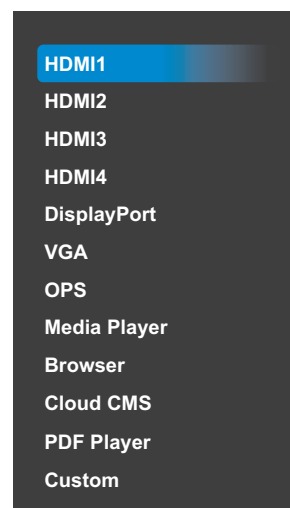 HDMI1
HDMI2
HDMI3
HDMI4
DisplayPort
VGA
OPS
Media Player
Browser
Cloud CMS
PDF Player
Custom